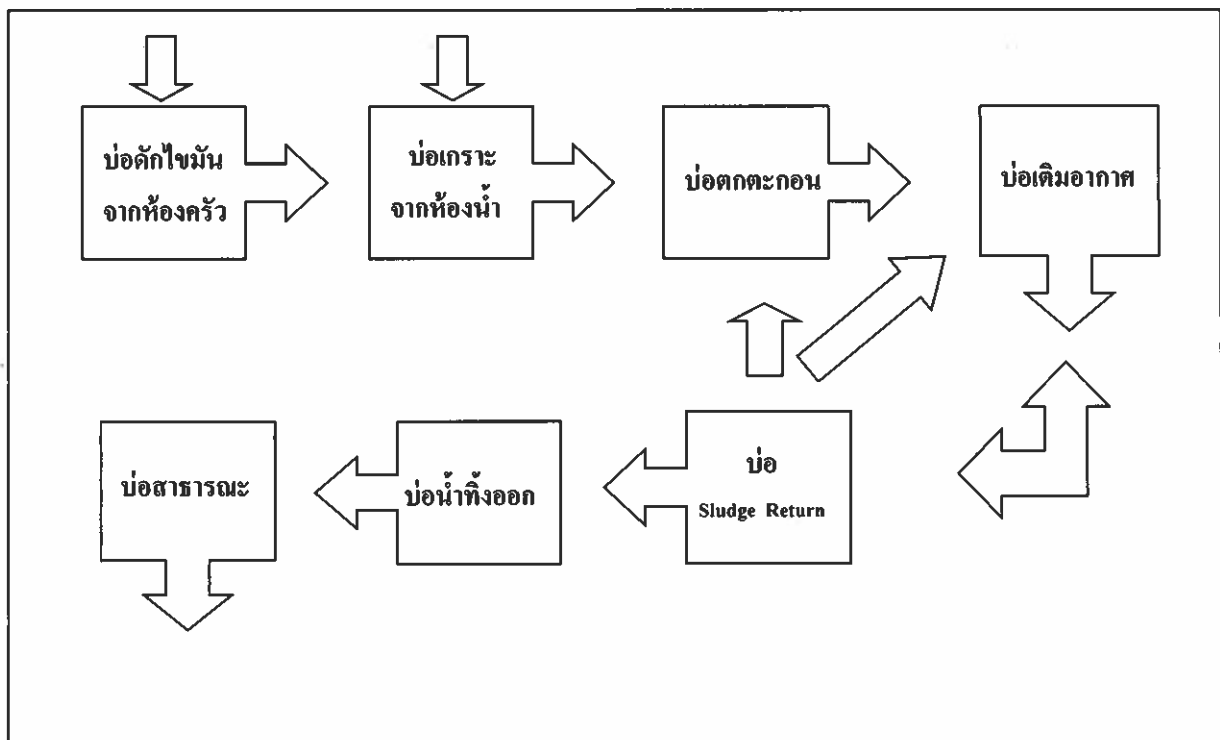 บ่อดักไขมัน
จากห้องครัว
บ่อเกราะ
จากห้องน้ำ
บ่อตกตะกอน
บ่อเติมอากาศ
บ่อสาธารณะ
บ่อน้ำทิ้งออก
บ่อ
Sludge Return